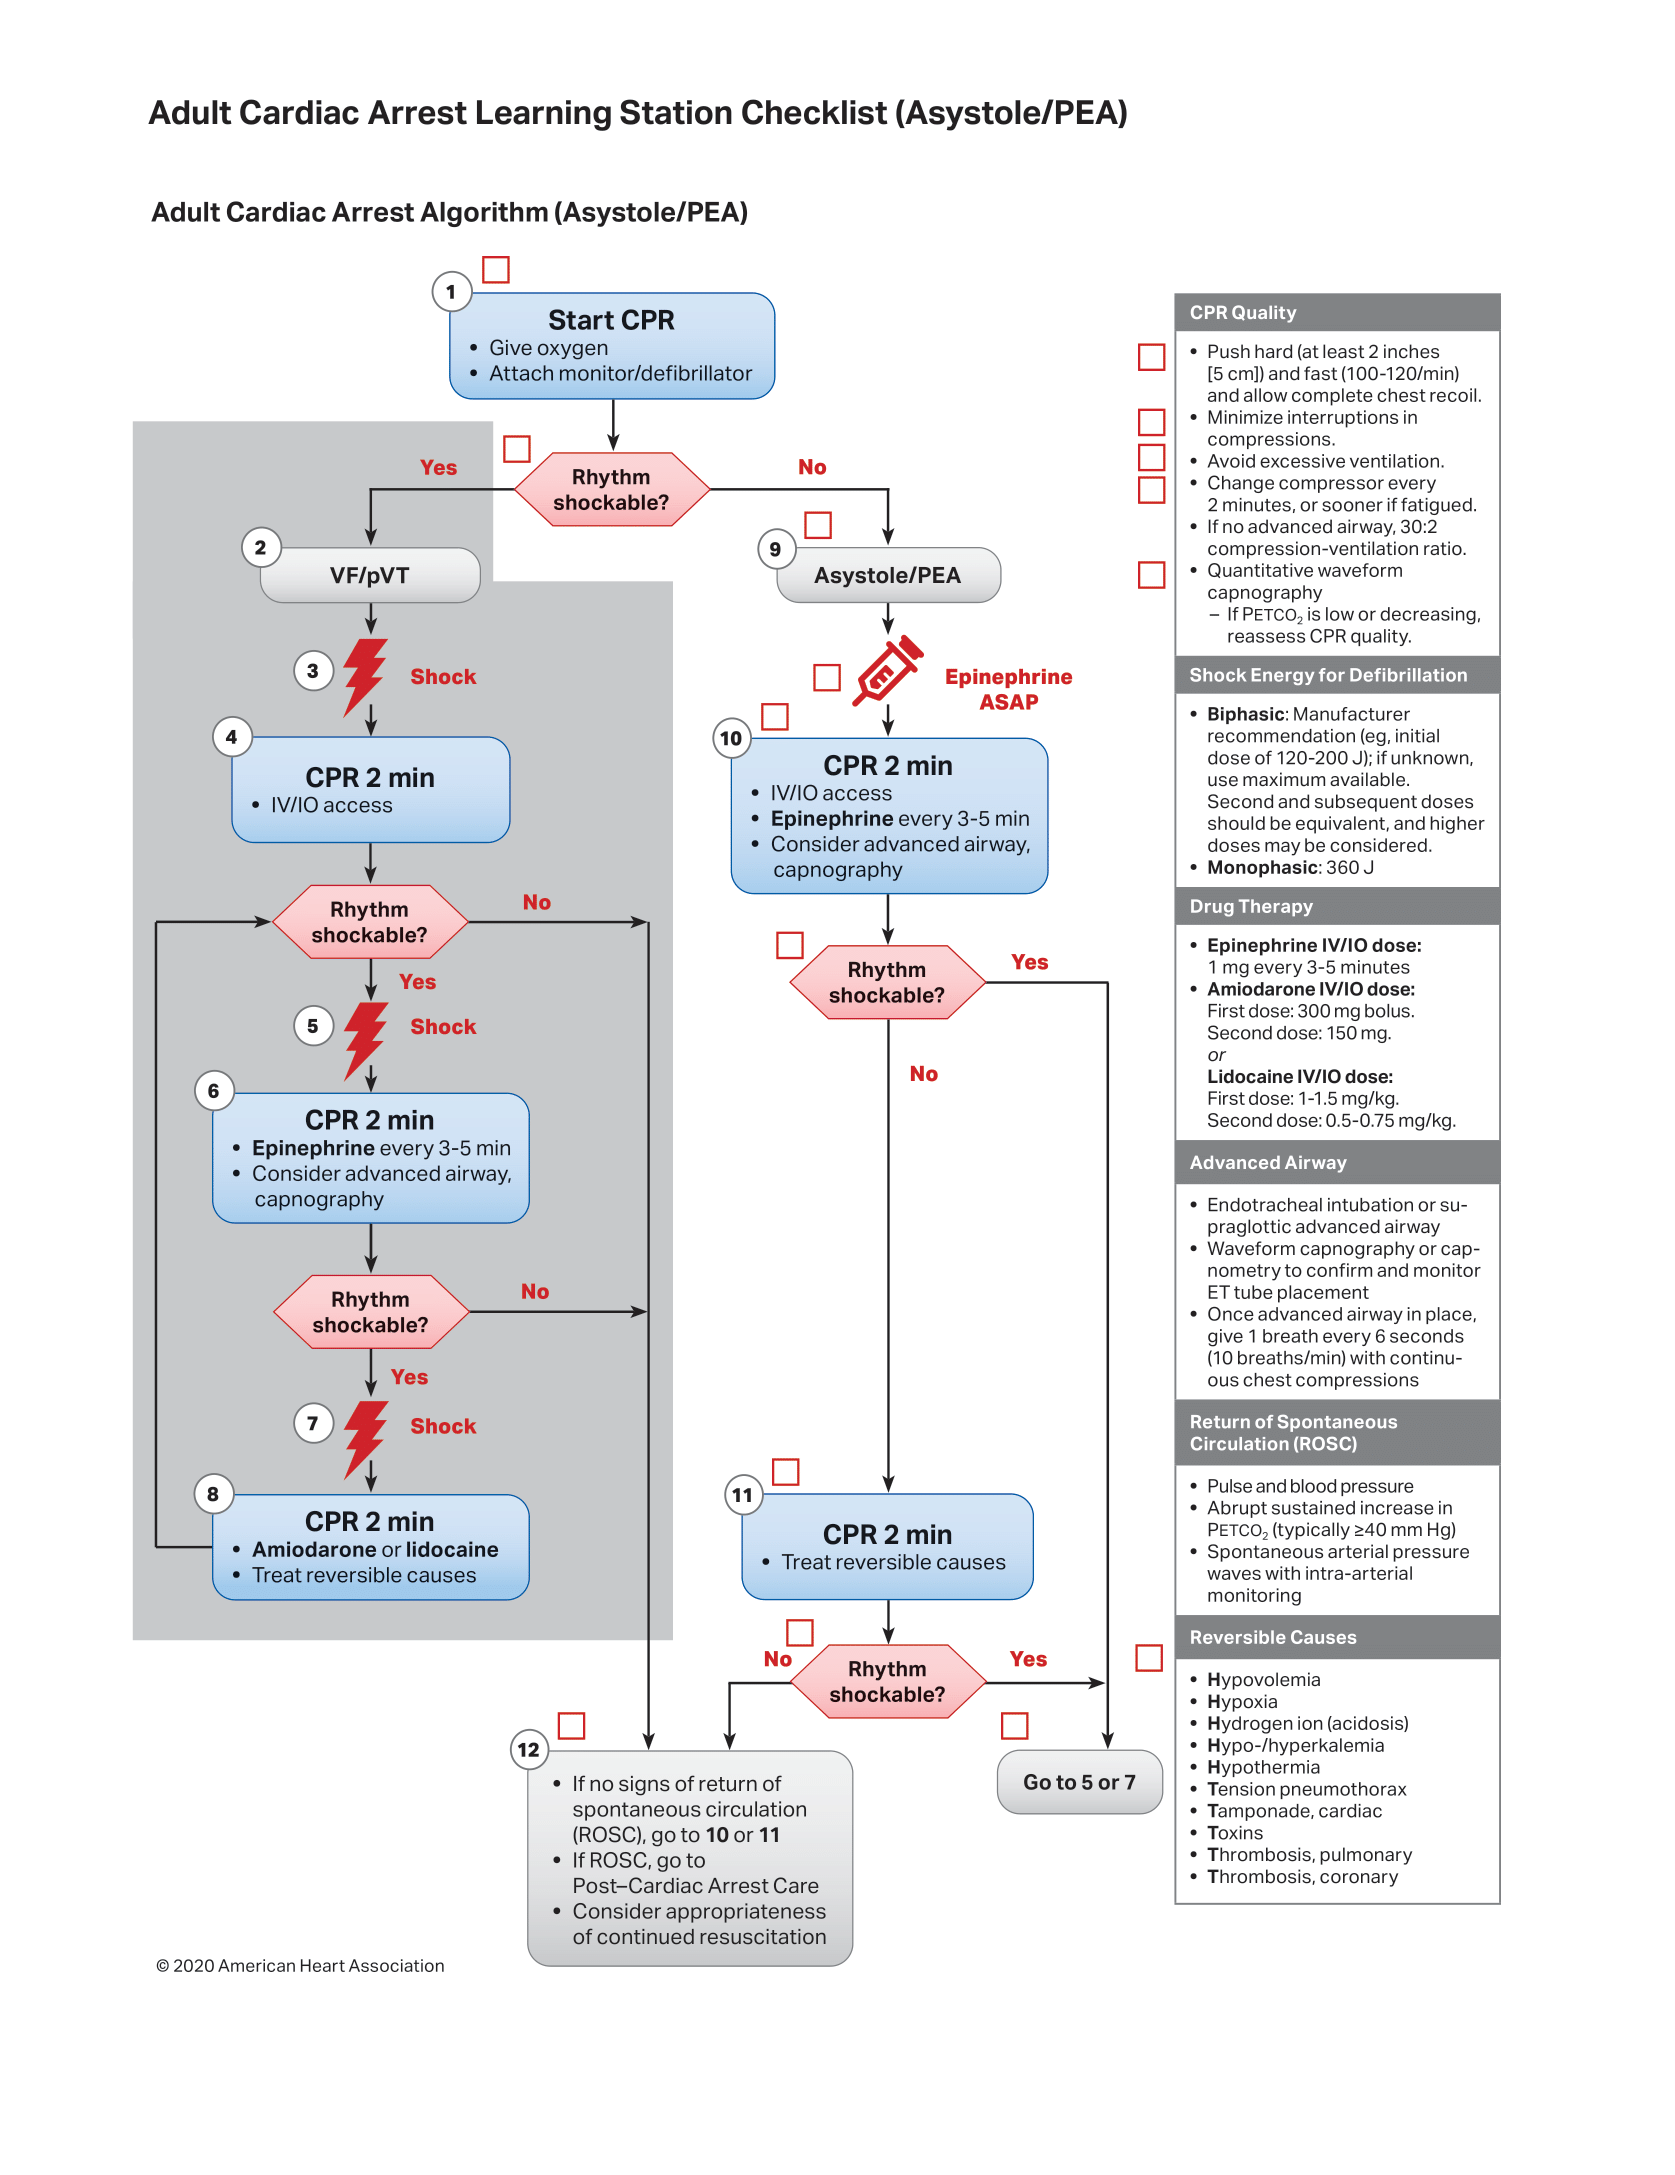 Adult Cardiac Arrest Learning Station Checklist (Asystole/PEA)
Adult Cardiac Arrest Algorithm (Asystole/PEA)
1
Start CPR
• Give oxygen
• Attach monitor/defibrillator
Rhythm
shockable?
Yes
No
2
VF/pVT
3
Shock
4
CPR 2 min
• IV/IO access
Rhythm
shockable?
No
Yes
5
Shock
6
CPR 2 min
• Epinephrine every 3-5 min
• Consider advanced airway,
capnography
Rhythm
shockable?
No
Yes
7
Shock
8
CPR 2 min
• Amiodarone or lidocaine
• Treat reversible causes
9
Asystole/PEA
Epinephrine
ASAP
10
CPR 2 min
• IV/IO access
• Epinephrine every 3-5 min
• Consider advanced airway,
capnography
Rhythm
shockable?
Yes
No
11
CPR 2 min
• Treat reversible causes
Rhythm
shockable?
No
Yes
12
• If no signs of return of
spontaneous circulation
(ROSC), go to 10 or 11
• If ROSC, go to
Post–Cardiac Arrest Care
• Consider appropriateness
of continued resuscitation
Go to 5 or 7
CPR Quality
• Push hard (at least 2 inches
[5 cm]) and fast (100-120/min)
and allow complete chest recoil.
• Minimize interruptions in
compressions.
• Avoid excessive ventilation.
• Change compressor every
2 minutes, or sooner if fatigued.
• If no advanced airway, 30:2
compression-ventilation ratio.
• Quantitative waveform
capnography
– If PETCO₂ is low or decreasing,
reassess CPR quality.
Shock Energy for Defibrillation
• Biphasic: Manufacturer
recommendation (eg, initial
dose of 120-200 J); if unknown,
use maximum available.
Second and subsequent doses
should be equivalent, and higher
doses may be considered.
• Monophasic: 360 J
Drug Therapy
• Epinephrine IV/IO dose:
1 mg every 3-5 minutes
• Amiodarone IV/IO dose:
First dose: 300 mg bolus.
Second dose: 150 mg.
or
Lidocaine IV/IO dose:
First dose: 1-1.5 mg/kg.
Second dose: 0.5-0.75 mg/kg.
Advanced Airway
• Endotracheal intubation or su-
praglottic advanced airway
• Waveform capnography or cap-
nometry to confirm and monitor
ET tube placement
• Once advanced airway in place,
give 1 breath every 6 seconds
(10 breaths/min) with continu-
ous chest compressions
Return of Spontaneous
Circulation (ROSC)
• Pulse and blood pressure
• Abrupt sustained increase in
PETCO₂ (typically ≥40 mm Hg)
• Spontaneous arterial pressure
waves with intra-arterial
monitoring
Reversible Causes
• Hypovolemia
• Hypoxia
• Hydrogen ion (acidosis)
• Hypo-/hyperkalemia
• Hypothermia
• Tension pneumothorax
• Tamponade, cardiac
• Toxins
• Thrombosis, pulmonary
• Thrombosis, coronary
© 2020 American Heart Association